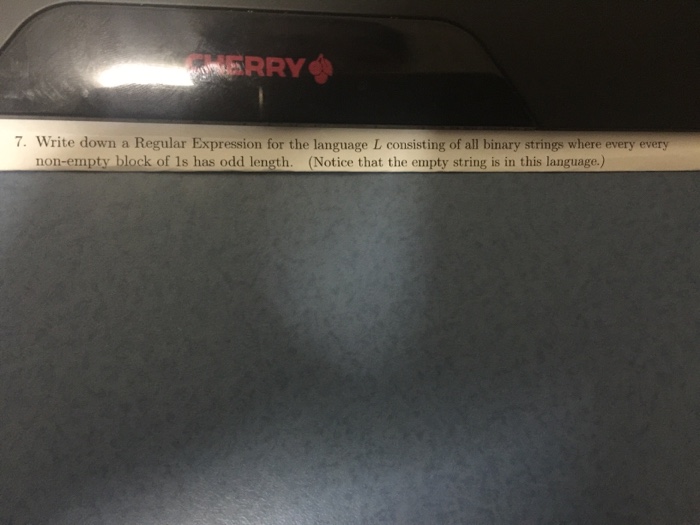 CHERRY
7. Write down a Regular Expression for the language L consisting of all binary strings where every every
non-empty block of 1s has odd length. (Notice that the empty string is in this language.)